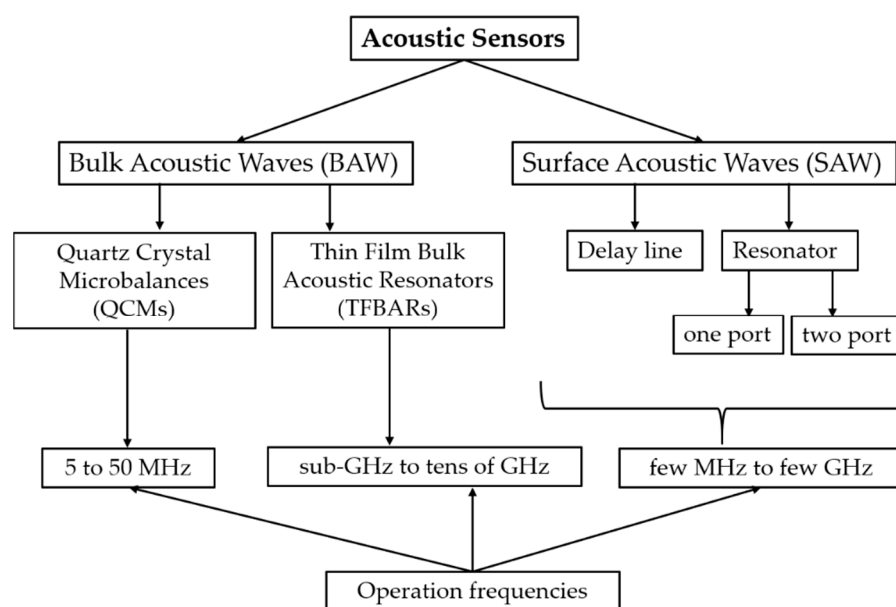 Acoustic Sensors
Bulk Acoustic Waves (BAW)
Surface Acoustic Waves (SAW)
Quartz Crystal
Microbalances
(QCMs)
Thin Film Bulk
Acoustic Resonators
(TFBARs)
Delay line
Resonator
one port
two port
5 to 50 MHz
sub-GHz to tens of GHz
few MHz to few GHz
Operation frequencies